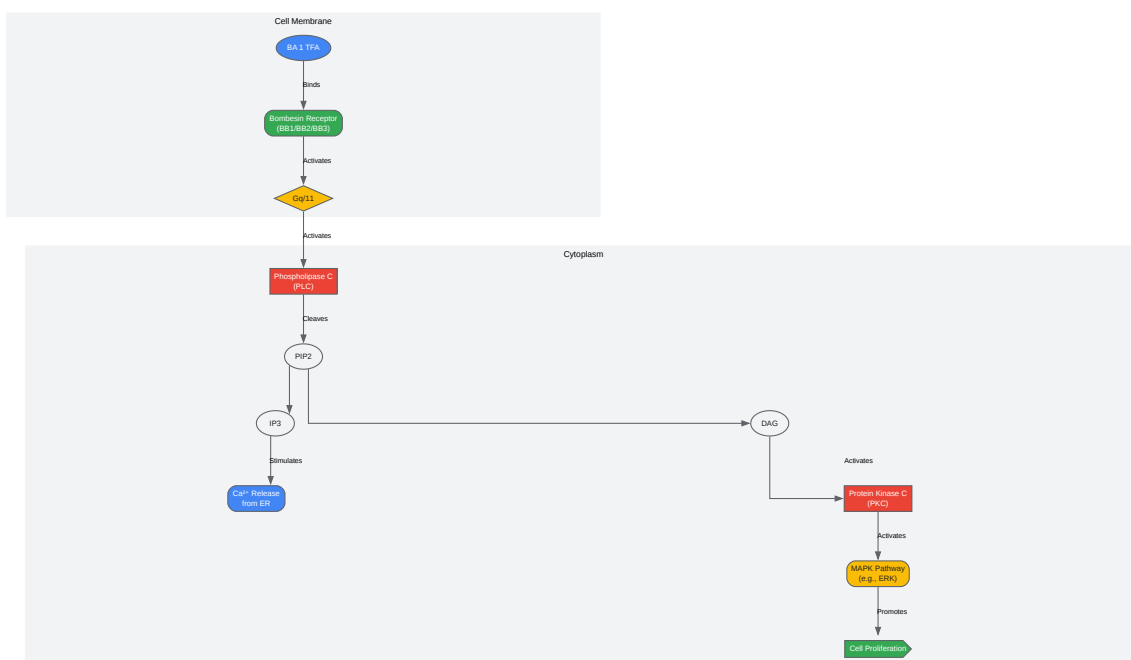 Cell Membrane
BA 1 TFA
Binds
Bombesin Receptor
(BB1/BB2/BB3)
Activates
Gq/11
Activates
Cytoplasm
Phospholipase C
(PLC)
Cleaves
PIP2
IP3
DAG
Stimulates
Activates
Ca²⁺ Release
from ER
Protein Kinase C
(PKC)
Activates
MAPK Pathway
(e.g., ERK)
Promotes
Cell Proliferation